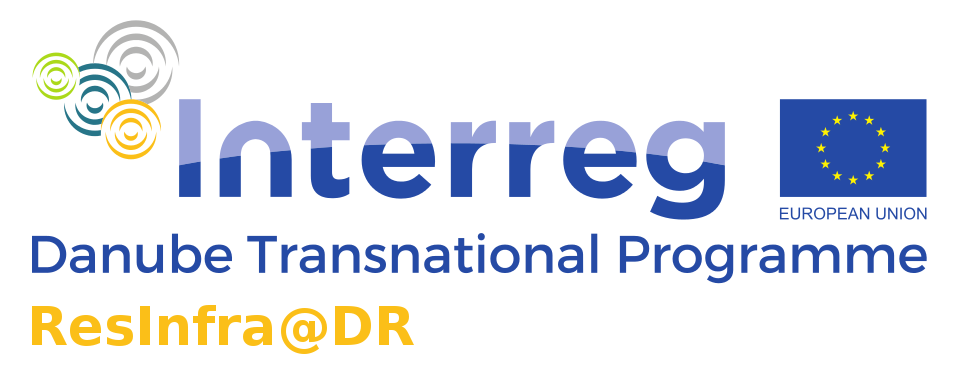 Interreg
EUROPEAN UNION
Danube Transnational Programme
ResInfra@DR